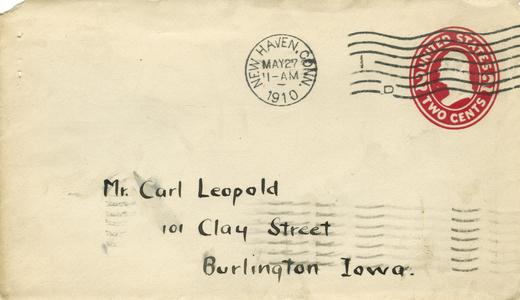 NEW HAVEN, CONN.
MAY 27
11-AM
1910
1
D
UNITED STATES
TWO CENTS
Mr. Carl Leopold
101 Clay Street
Burlington Iowa.